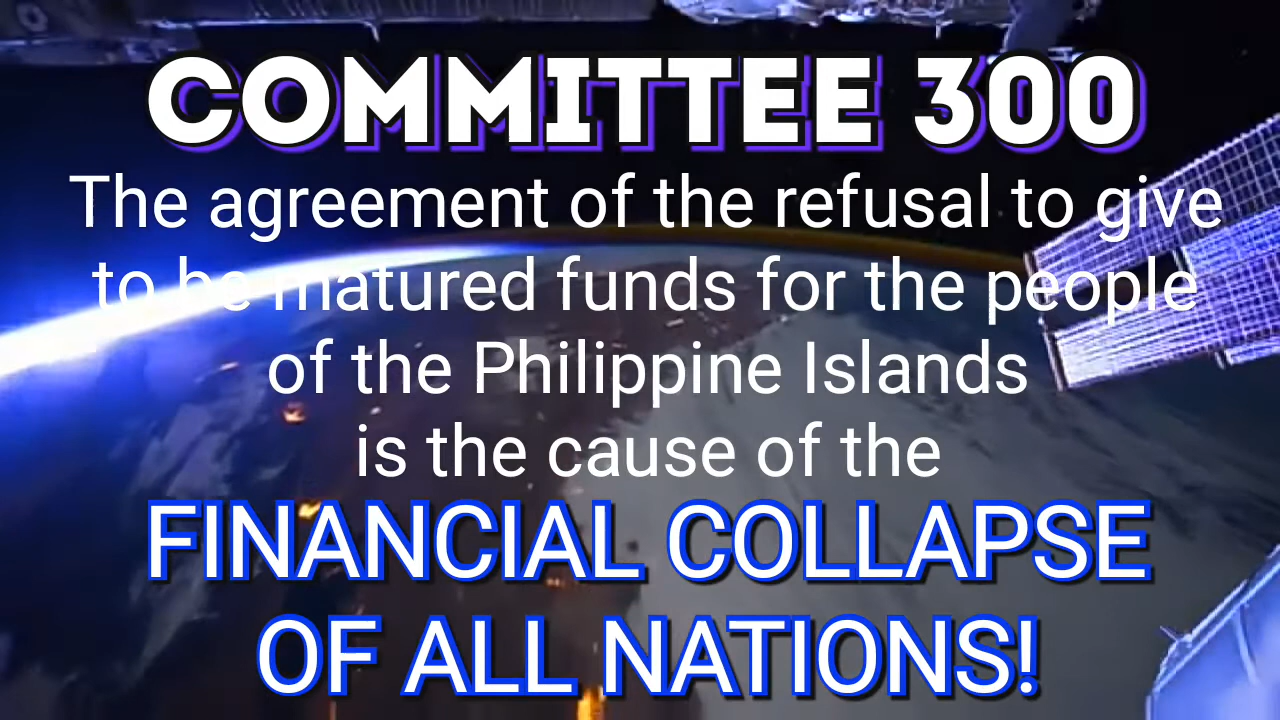 COMMITTEE 300
The agreement of the refusal to give
to be matured funds for the people
of the Philippine Islands
is the cause of the
FINANCIAL COLLAPSE
OF ALL NATIONS!